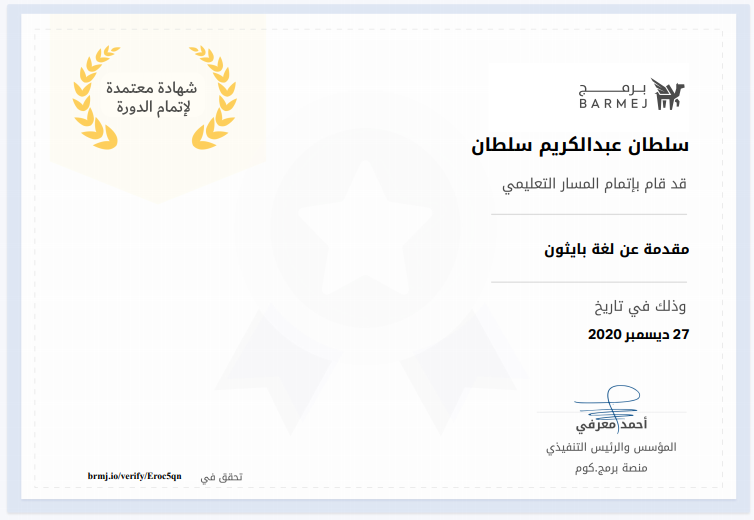 شهادة معتمدة
لإتمام الدورة
برمج
BARMEJ
سلطان عبدالكريم سلطان
قد قام بإتمام المسار التعليمي
مقدمة عن لغة بايثون
وذلك في تاريخ
27 ديسمبر 2020
أحمد معرفي
المؤسس والرئيس التنفيذي
منصة برمج.كوم
تحقق في brmj.io/verify/Eroc5qn